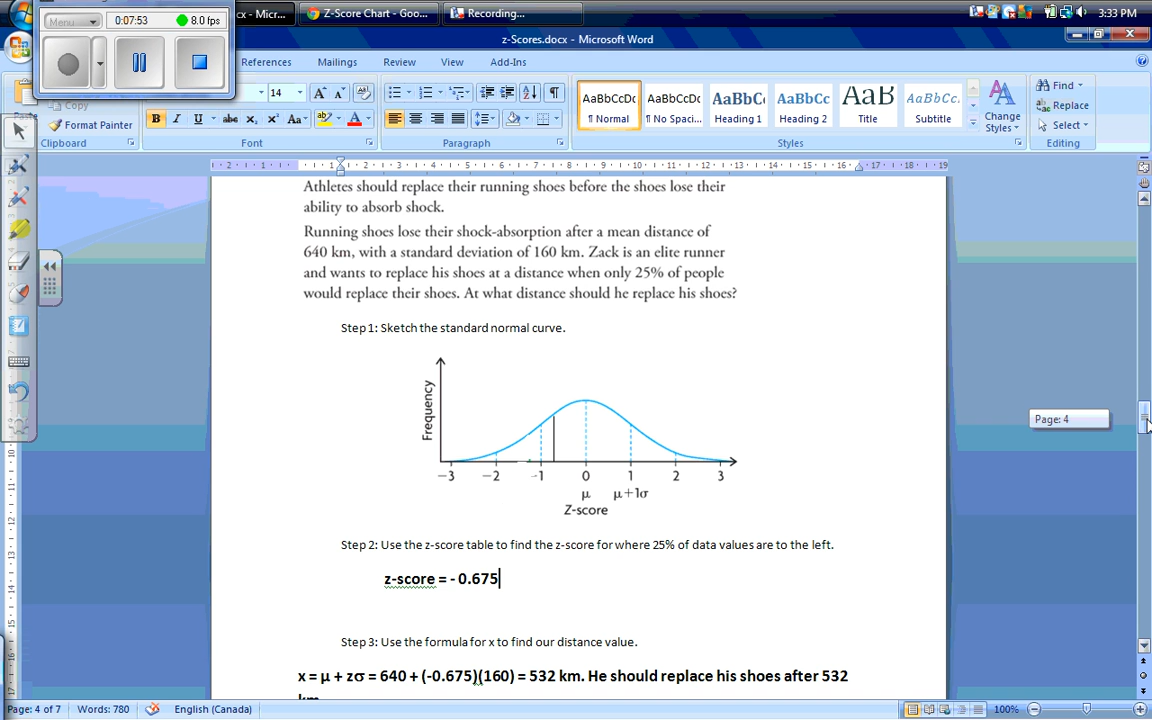 Menu 0:07:53 8.0 fps
cx - Micr... Z-Score Chart - Goo... Recording... 3:33 PM
z-Scores.docx - Microsoft Word
References Mailings Review View Add-Ins
14 AaBbCcDc AaBbCcDc AaBbC AaBbCc AaB AaBbCc. Find
Copy ¶ Normal ¶ No Spaci... Heading 1 Heading 2 Title Subtitle Change Styles Replace
Format Painter B I U abc x₂ x² Aa A Select
Clipboard Font Paragraph Styles Editing
Athletes should replace their running shoes before the shoes lose their
ability to absorb shock.
Running shoes lose their shock-absorption after a mean distance of
640 km, with a standard deviation of 160 km. Zack is an elite runner
and wants to replace his shoes at a distance when only 25% of people
would replace their shoes. At what distance should he replace his shoes?
Step 1: Sketch the standard normal curve.
Frequency
−3 −2 -1 0 1 2 3
μ μ+1σ
Z-score
Page: 4
Step 2: Use the z-score table to find the z-score for where 25% of data values are to the left.
z-score = - 0.675
Step 3: Use the formula for x to find our distance value.
x = μ + zσ = 640 + (-0.675)(160) = 532 km. He should replace his shoes after 532
Page: 4 of 7 Words: 780 English (Canada) 100%